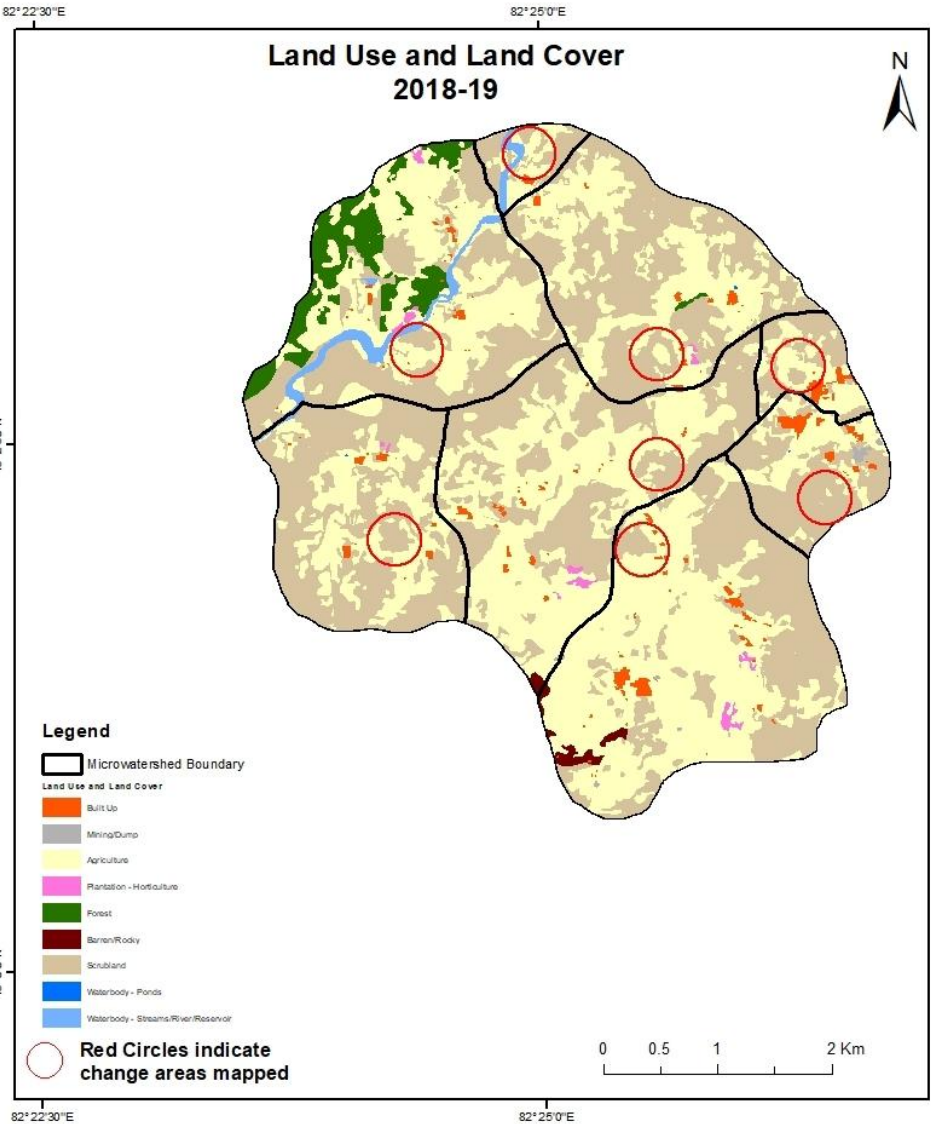 82°22'30"E
82°25'0"E
Land Use and Land Cover
2018-19
N
Legend
Microwatershed Boundary
Land Use and Land Cover
Built Up
Mining/Dump
Agriculture
Plantation - Horticulture
Forest
Barren/Rocky
Scrubland
Waterbody - Ponds
Waterbody - Streams/River/Reservoir
Red Circles indicate
change areas mapped
0 0.5 1 2 Km
82°22'30"E
82°25'0"E